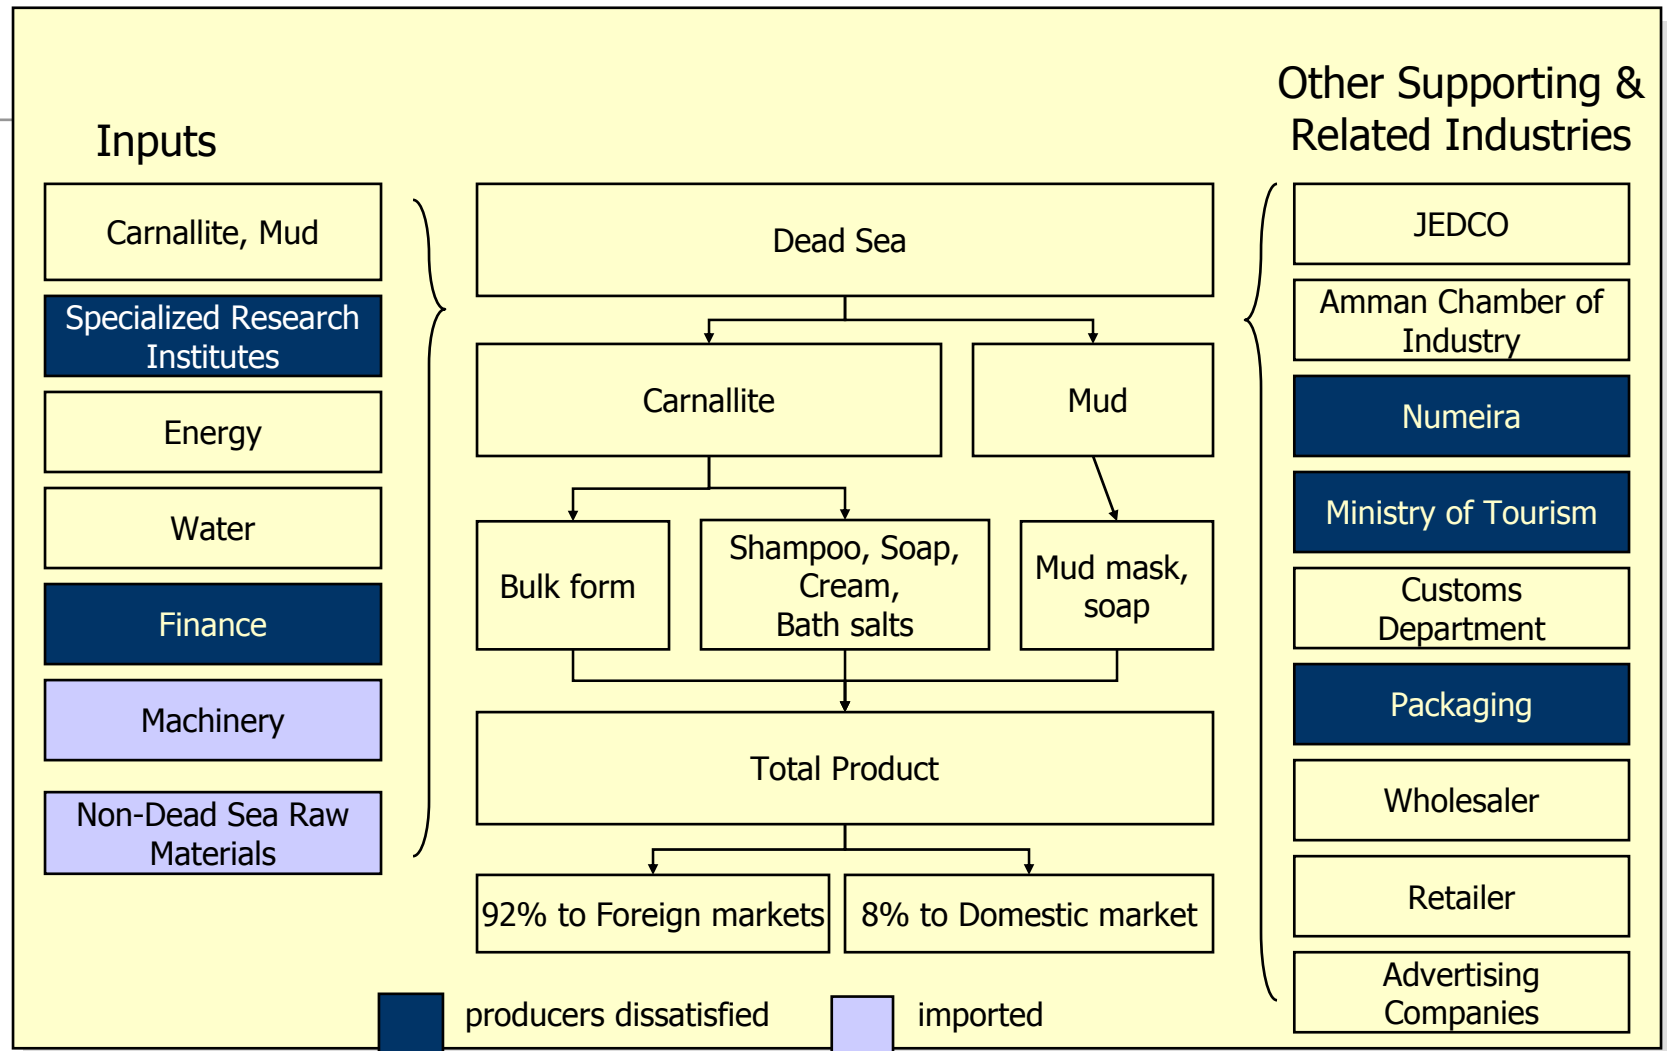 Inputs
Carnallite, Mud
Specialized Research
Institutes
Energy
Water
Finance
Machinery
Non-Dead Sea Raw
Materials
Dead Sea
Carnallite
Mud
Bulk form
Shampoo, Soap,
Cream,
Bath salts
Mud mask,
soap
Total Product
92% to Foreign markets
8% to Domestic market
Other Supporting &
Related Industries
JEDCO
Amman Chamber of
Industry
Numeira
Ministry of Tourism
Customs
Department
Packaging
Wholesaler
Retailer
Advertising
Companies
producers dissatisfied
imported